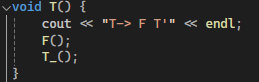 void T() {
cout << "T-> F T'" << endl;
F();
T_();
}